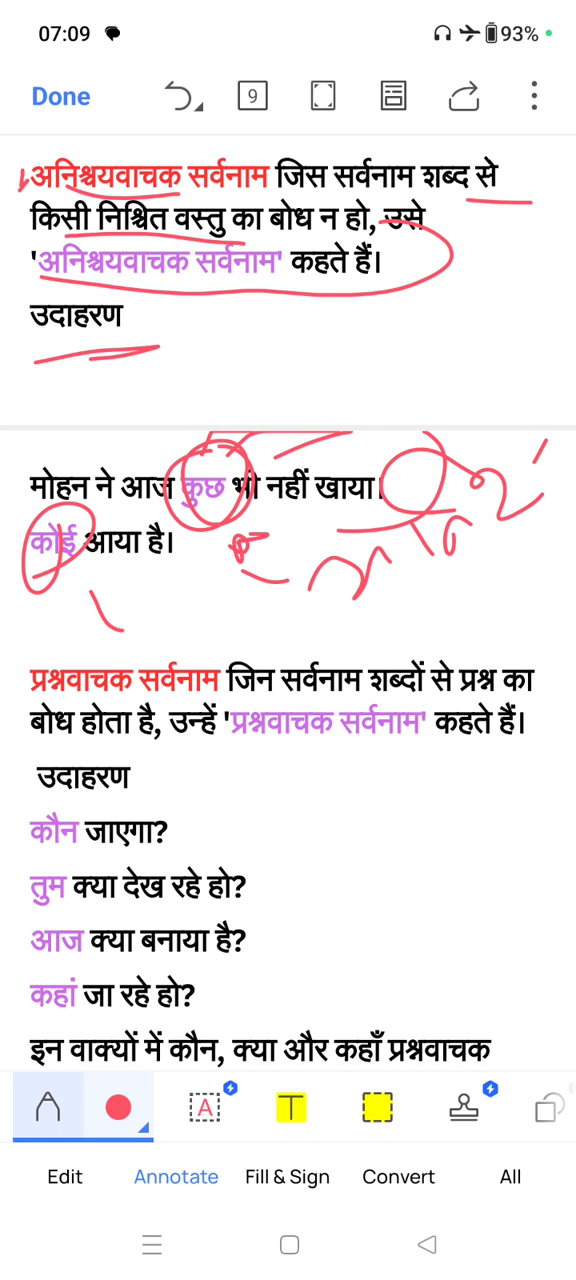 07:09
93%
Done
9
अनिश्चयवाचक सर्वनाम जिस सर्वनाम शब्द से
किसी निश्चित वस्तु का बोध न हो, उसे
'अनिश्चयवाचक सर्वनाम' कहते हैं।
उदाहरण
मोहन ने आज कुछ भी नहीं खाया।
कोई आया है।
प्रश्नवाचक सर्वनाम जिन सर्वनाम शब्दों से प्रश्न का
बोध होता है, उन्हें 'प्रश्नवाचक सर्वनाम' कहते हैं।
उदाहरण
कौन जाएगा?
तुम क्या देख रहे हो?
आज क्या बनाया है?
कहां जा रहे हो?
इन वाक्यों में कौन, क्या और कहाँ प्रश्नवाचक
A T
Edit Annotate Fill & Sign Convert All